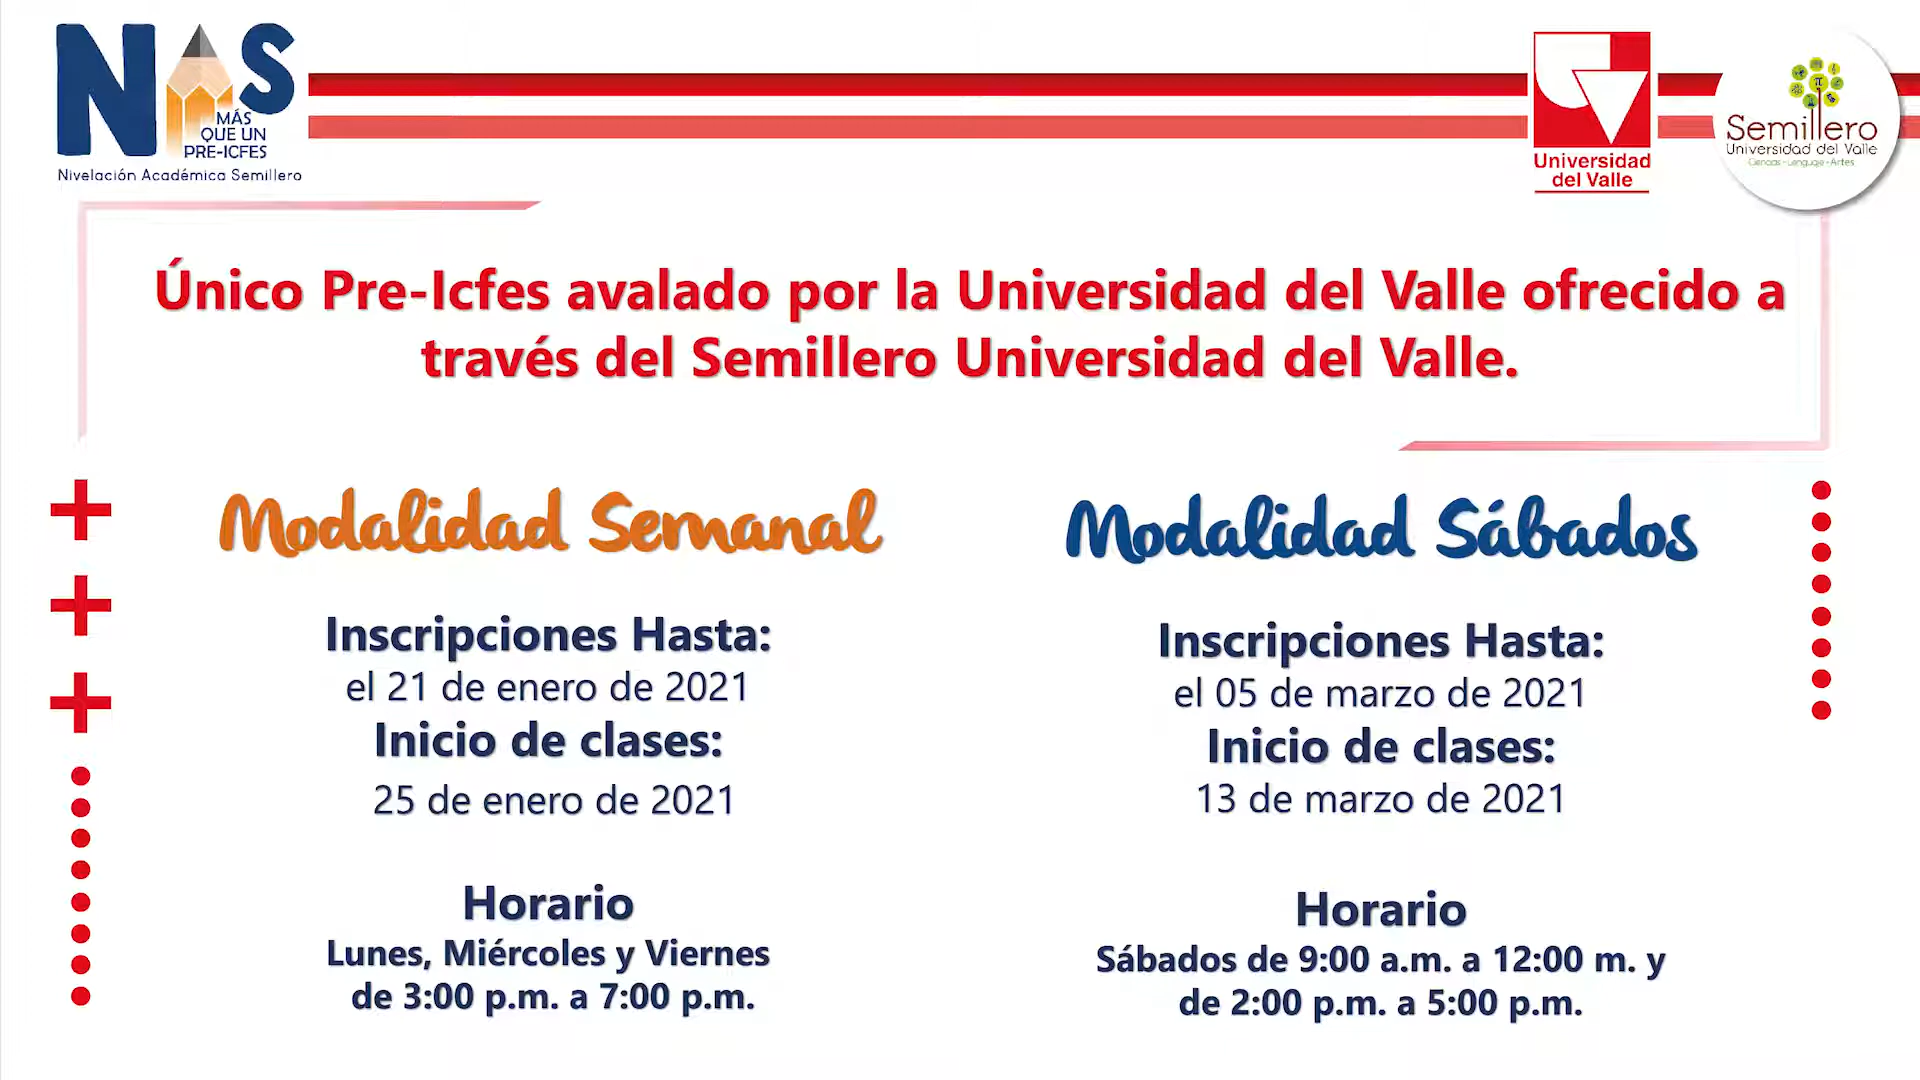 NAS
MÁS
QUE UN
PRE-ICFES
Nivelación Académica Semillero
Universidad
del Valle
Semillero
Universidad del Valle
Ciencias - Lenguaje - Artes
Único Pre-Icfes avalado por la Universidad del Valle ofrecido a
través del Semillero Universidad del Valle.
Modalidad Semanal
Inscripciones Hasta:
el 21 de enero de 2021
Inicio de clases:
25 de enero de 2021
Horario
Lunes, Miércoles y Viernes
de 3:00 p.m. a 7:00 p.m.
Modalidad Sábados
Inscripciones Hasta:
el 05 de marzo de 2021
Inicio de clases:
13 de marzo de 2021
Horario
Sábados de 9:00 a.m. a 12:00 m. y
de 2:00 p.m. a 5:00 p.m.